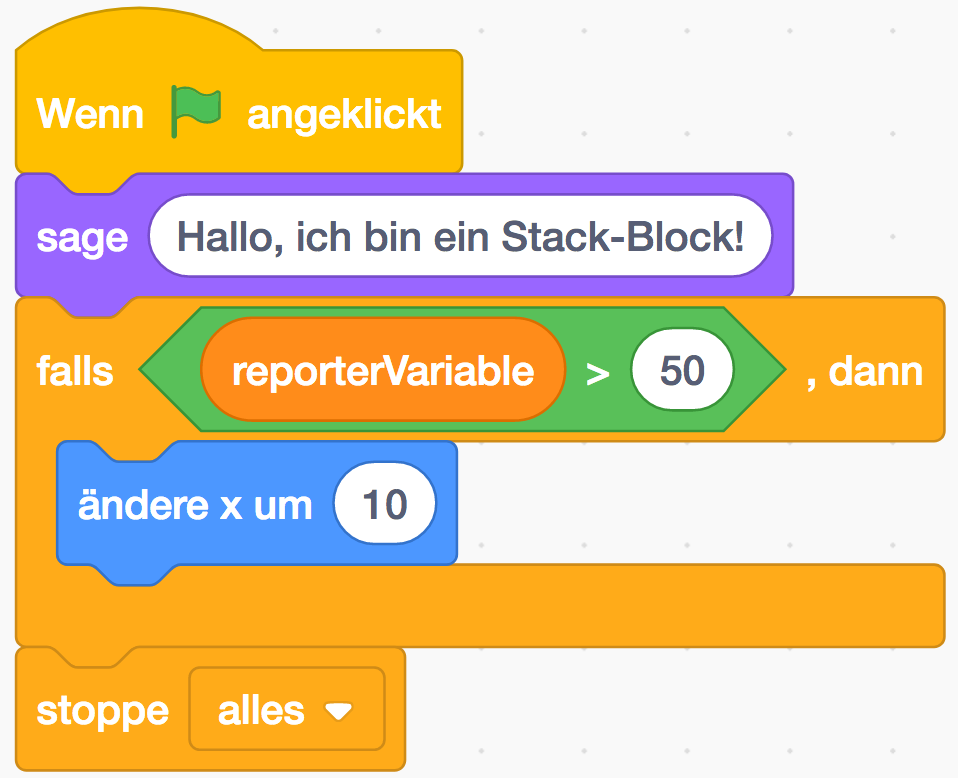 Wenn angeklickt
sage Hallo, ich bin ein Stack-Block!
falls reporterVariable > 50 , dann
ändere x um 10
stoppe alles